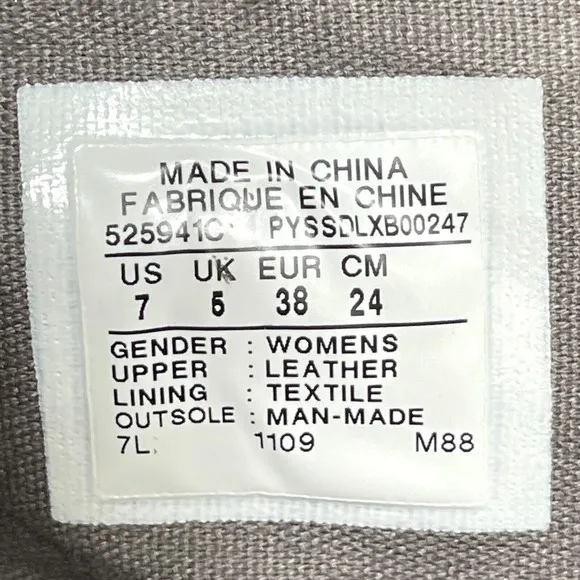 MADE IN CHINA
FABRIQUE EN CHINE
525941C PYSSDLXB00247
US UK EUR CM
7 5 38 24
GENDER : WOMENS
UPPER : LEATHER
LINING : TEXTILE
OUTSOLE : MAN-MADE
7L. 1109 M88